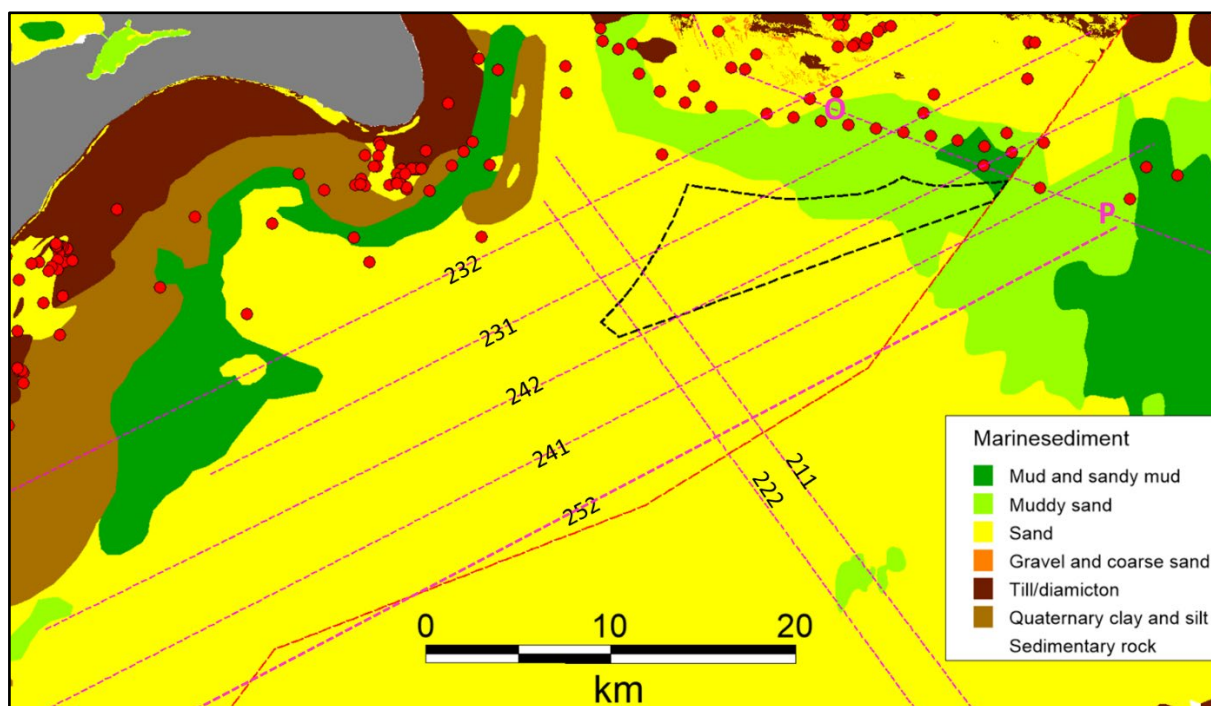 O
P
232
231
242
241
252
211
222
0 10 20
km
Marinesediment
Mud and sandy mud
Muddy sand
Sand
Gravel and coarse sand
Till/diamicton
Quaternary clay and silt
Sedimentary rock